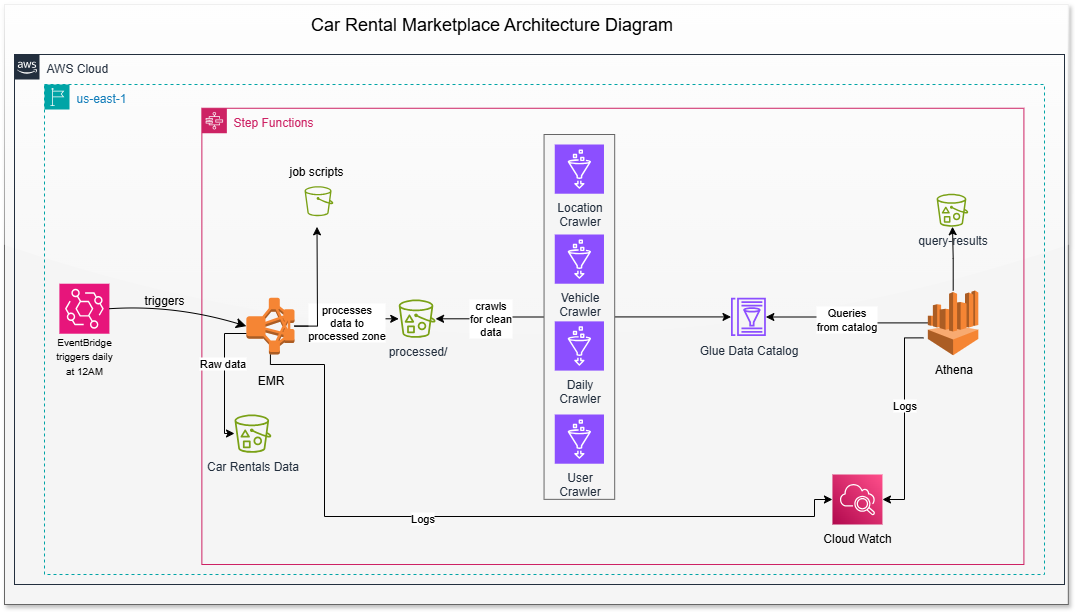 Car Rental Marketplace Architecture Diagram
aws
AWS Cloud
us-east-1
Step Functions
job scripts
Location
Crawler
query-results
triggers
Vehicle
Crawler
processes
data to
processed zone
crawls
for clean
data
Queries
from catalog
EventBridge
triggers daily
at 12AM
processed/
Glue Data Catalog
Raw data
EMR
Athena
Daily
Crawler
Logs
Car Rentals Data
User
Crawler
Logs
Cloud Watch